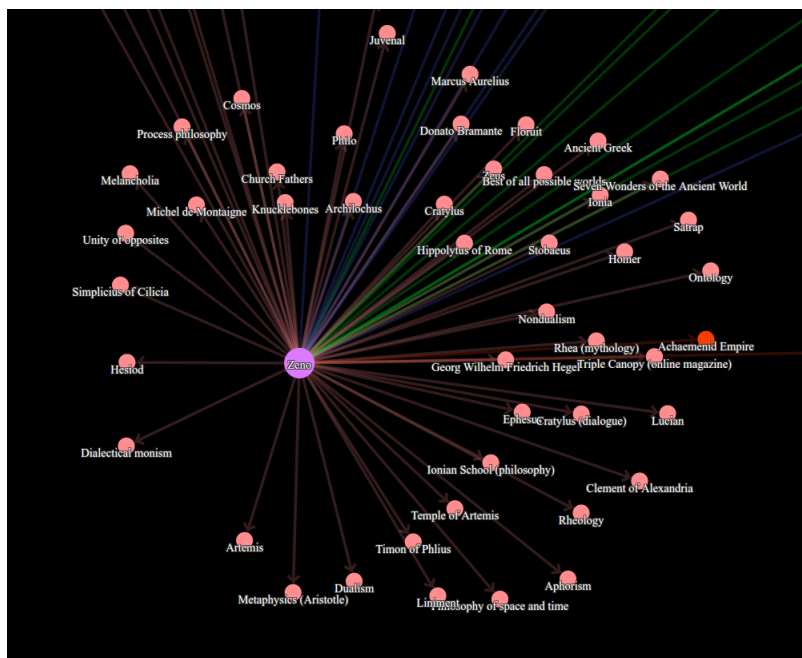 Juvenal
Marcus Aurelius
Cosmos
Process philosophy
Philo
Donato Bramante
Floruit
Ancient Greek
Melancholia
Church Fathers
Zeus
Best of all possible worlds
Seven Wonders of the Ancient World
Michel de Montaigne
Knucklebones
Archilochus
Cratylus
Ionia
Satrap
Unity of opposites
Hippolytus of Rome
Stobaeus
Homer
Ontology
Simplicius of Cilicia
Nondualism
Rhea (mythology)
Achaemenid Empire
Hesiod
Zeno
Georg Wilhelm Friedrich Hegel
Triple Canopy (online magazine)
Ephesus
Cratylus (dialogue)
Lucian
Dialectical monism
Ionian School (philosophy)
Clement of Alexandria
Temple of Artemis
Rheology
Artemis
Timon of Phlius
Dualism
Aphorism
Metaphysics (Aristotle)
Liniment
Philosophy of space and time